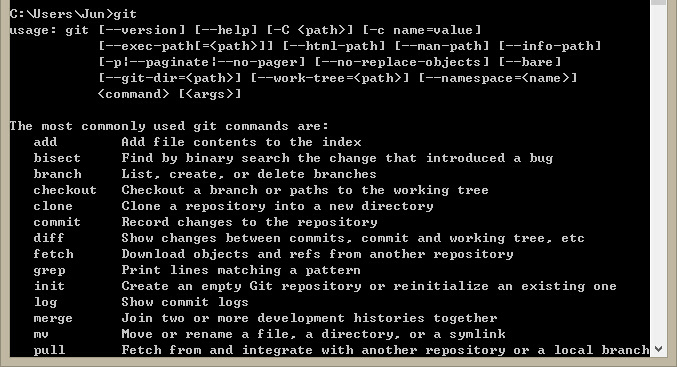 C:\Users\Jun>git
usage: git [--version] [--help] [-C <path>] [-c name=value]
           [--exec-path[=<path>]] [--html-path] [--man-path] [--info-path]
           [-p|--paginate|--no-pager] [--no-replace-objects] [--bare]
           [--git-dir=<path>] [--work-tree=<path>] [--namespace=<name>]
           <command> [<args>]

The most commonly used git commands are:
   add        Add file contents to the index
   bisect     Find by binary search the change that introduced a bug
   branch     List, create, or delete branches
   checkout   Checkout a branch or paths to the working tree
   clone      Clone a repository into a new directory
   commit     Record changes to the repository
   diff       Show changes between commits, commit and working tree, etc
   fetch      Download objects and refs from another repository
   grep       Print lines matching a pattern
   init       Create an empty Git repository or reinitialize an existing one
   log        Show commit logs
   merge      Join two or more development histories together
   mv         Move or rename a file, a directory, or a symlink
   pull       Fetch from and integrate with another repository or a local branch